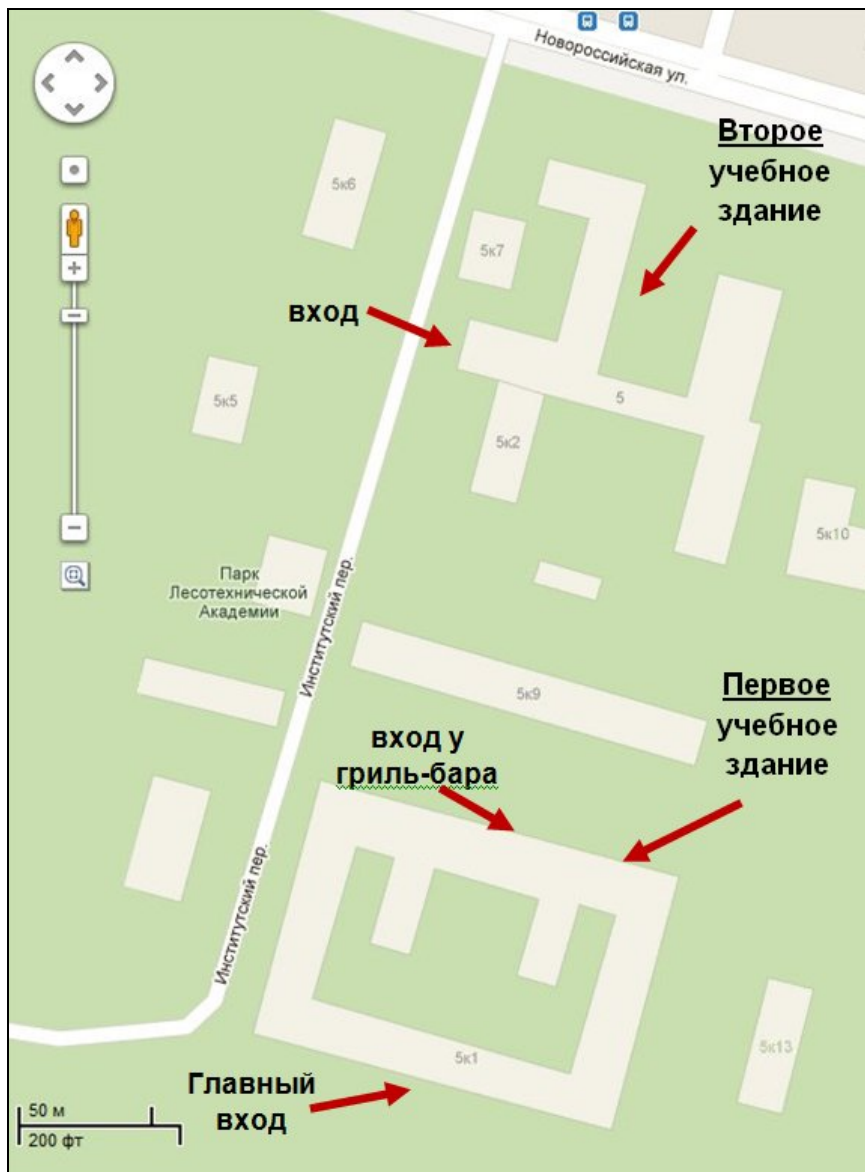 Новороссийская ул.
Второе
учебное
здание
5к6
5к7
вход
5
5к5
5к2
5к10
Парк
Лесотехнической
Академии
Институтский пер.
5к9
Первое
учебное
здание
вход у
гриль-бара
Институтский пер.
5к1
5к13
Главный
вход
50 м
200 фт